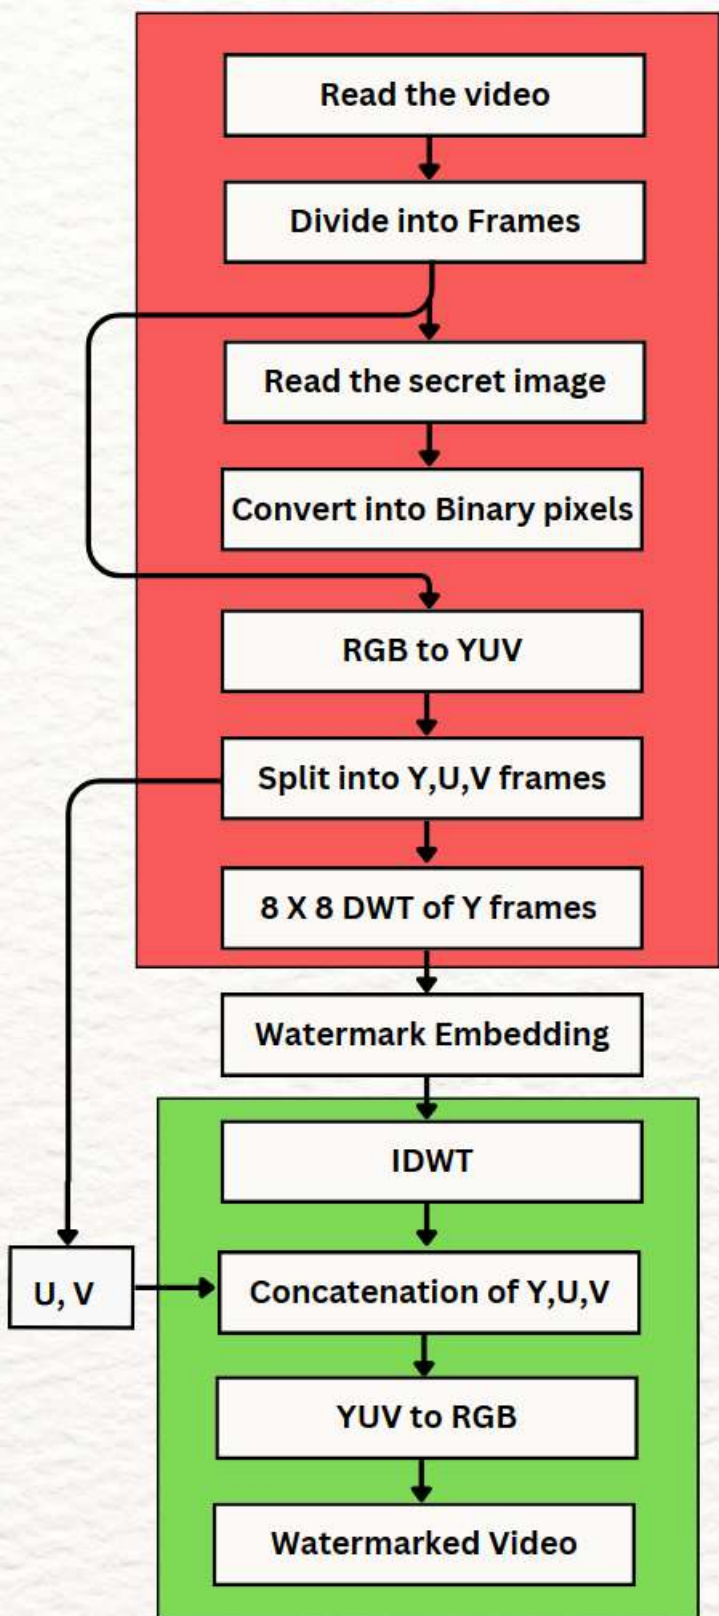 Read the video
Divide into Frames
Read the secret image
Convert into Binary pixels
RGB to YUV
Split into Y,U,V frames
8 X 8 DWT of Y frames
Watermark Embedding
IDWT
U, V
Concatenation of Y,U,V
YUV to RGB
Watermarked Video